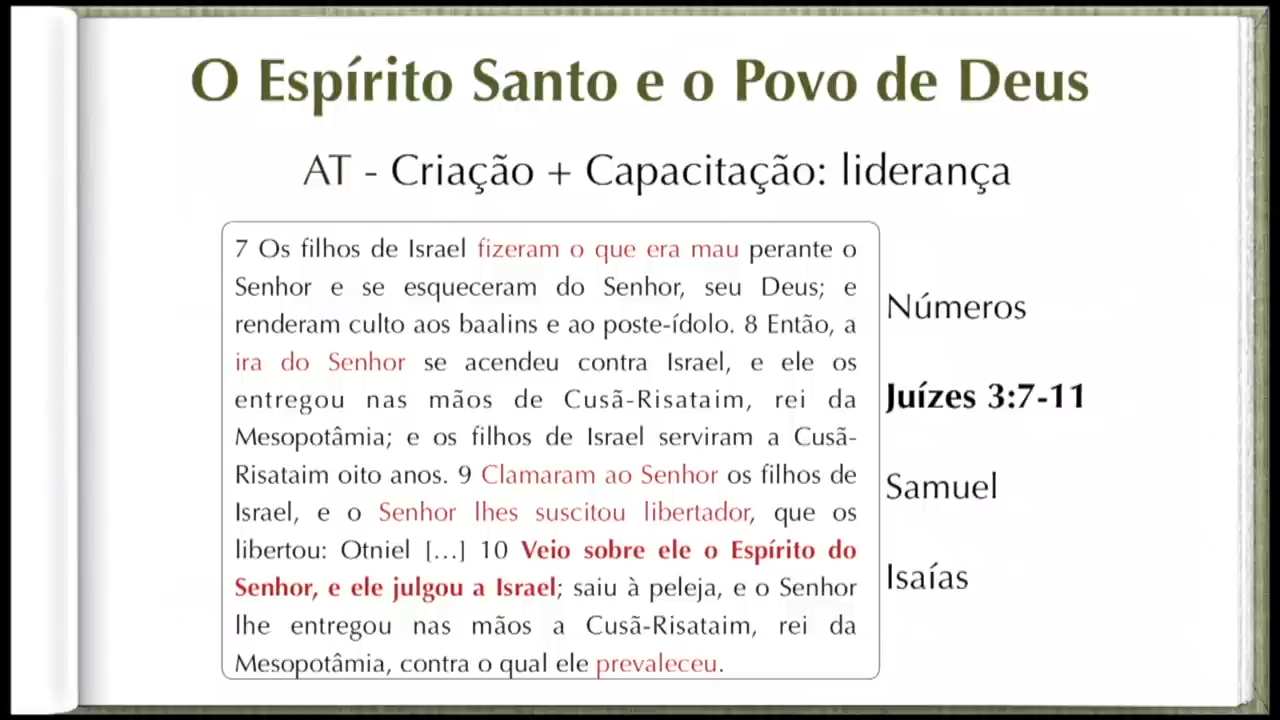 O Espírito Santo e o Povo de Deus
AT - Criação + Capacitação: liderança
7 Os filhos de Israel fizeram o que era mau perante o
Senhor e se esqueceram do Senhor, seu Deus; e
renderam culto aos baalins e ao poste-ídolo. 8 Então, a
ira do Senhor se acendeu contra Israel, e ele os
entregou nas mãos de Cusã-Risataim, rei da
Mesopotâmia; e os filhos de Israel serviram a Cusã-
Risataim oito anos. 9 Clamaram ao Senhor os filhos de
Israel, e o Senhor lhes suscitou libertador, que os
libertou: Otniel [...] 10 Veio sobre ele o Espírito do
Senhor, e ele julgou a Israel; saiu à peleja, e o Senhor
lhe entregou nas mãos a Cusã-Risataim, rei da
Mesopotâmia, contra o qual ele prevaleceu.
Números
Juízes 3:7-11
Samuel
Isaías